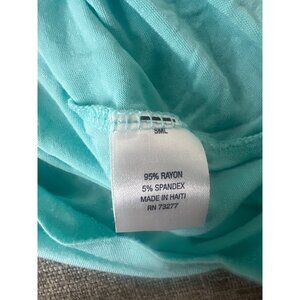 SML
95% RAYON
5% SPANDEX
MADE IN HAITI
RN 73277